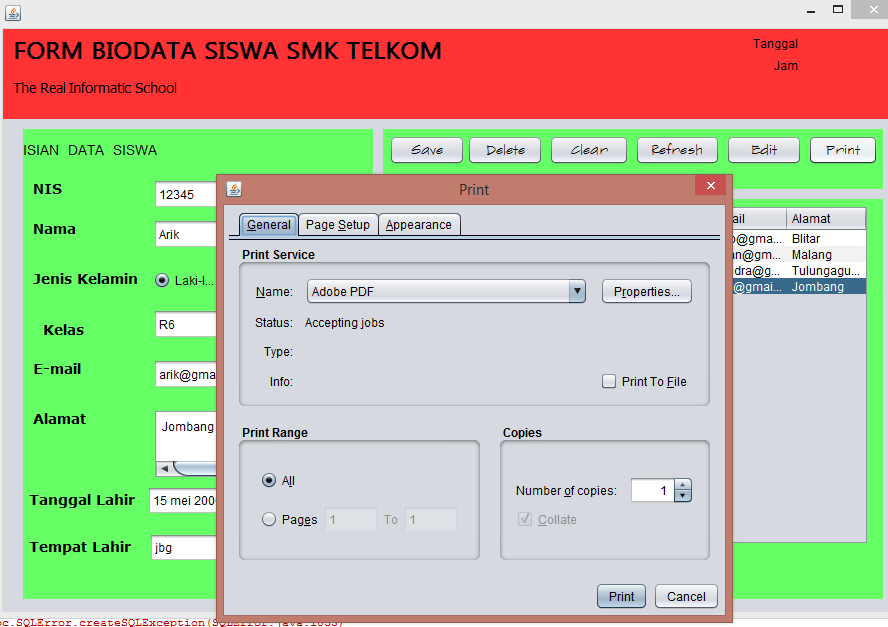 FORM BIODATA SISWA SMK TELKOM
Tanggal
The Real Informatic School
Jam
ISIAN DATA SISWA
Save Delete Clear Refresh Edit Print
NIS 12345
Nama Arik
Jenis Kelamin Laki-l...
Kelas R6
E-mail arik@gma
Alamat Jombang
Tanggal Lahir 15 mei 200
Tempat Lahir jbg
Print
General Page Setup Appearance
Print Service
Name: Adobe PDF Properties...
Status: Accepting jobs
Type:
Info: Print To File
Print Range
All
Pages 1 To 1
Copies
Number of copies: 1
Collate
Print Cancel
ail Alamat
@gma... Blitar
n@gm... Malang
dra@g... Tulungagu...
@gmai... Jombang
oc.SQLError.createSQLException(SQLError.java:1055)